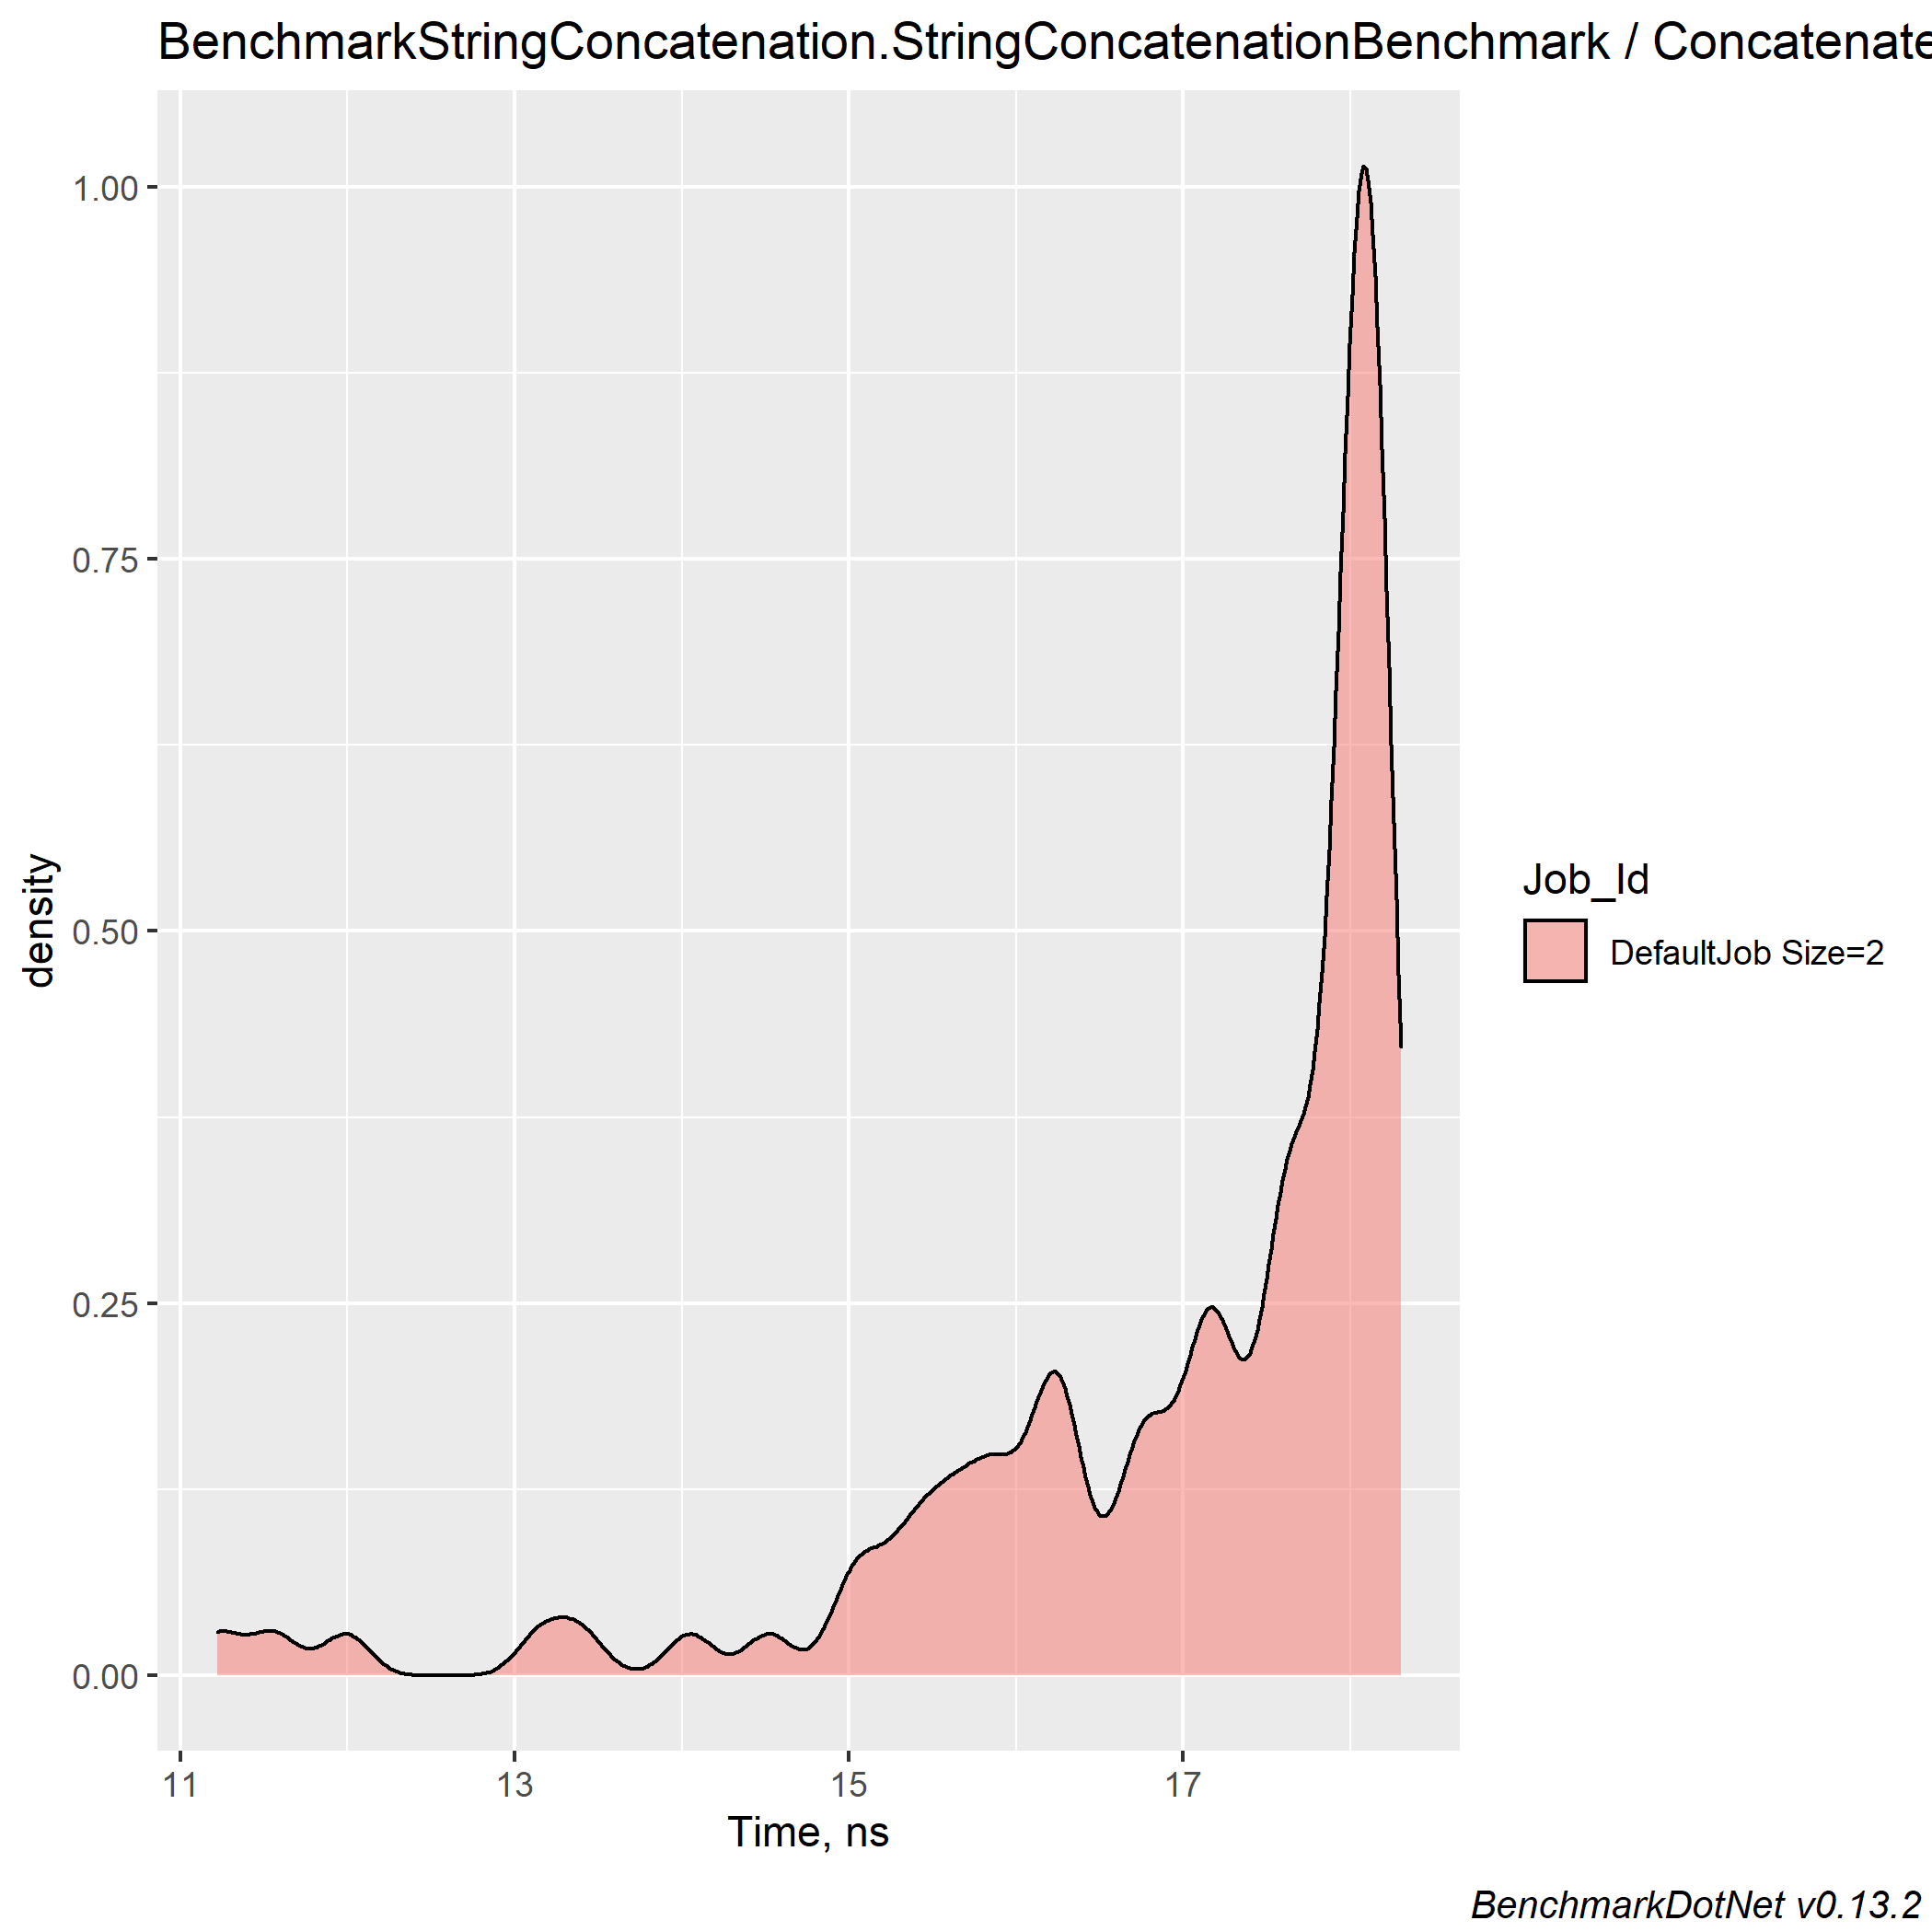 BenchmarkStringConcatenation.StringConcatenationBenchmark / Concatenate
1.00
0.75
0.50
0.25
0.00
density
11 13 15 17
Time, ns
Job_Id
DefaultJob Size=2
BenchmarkDotNet v0.13.2